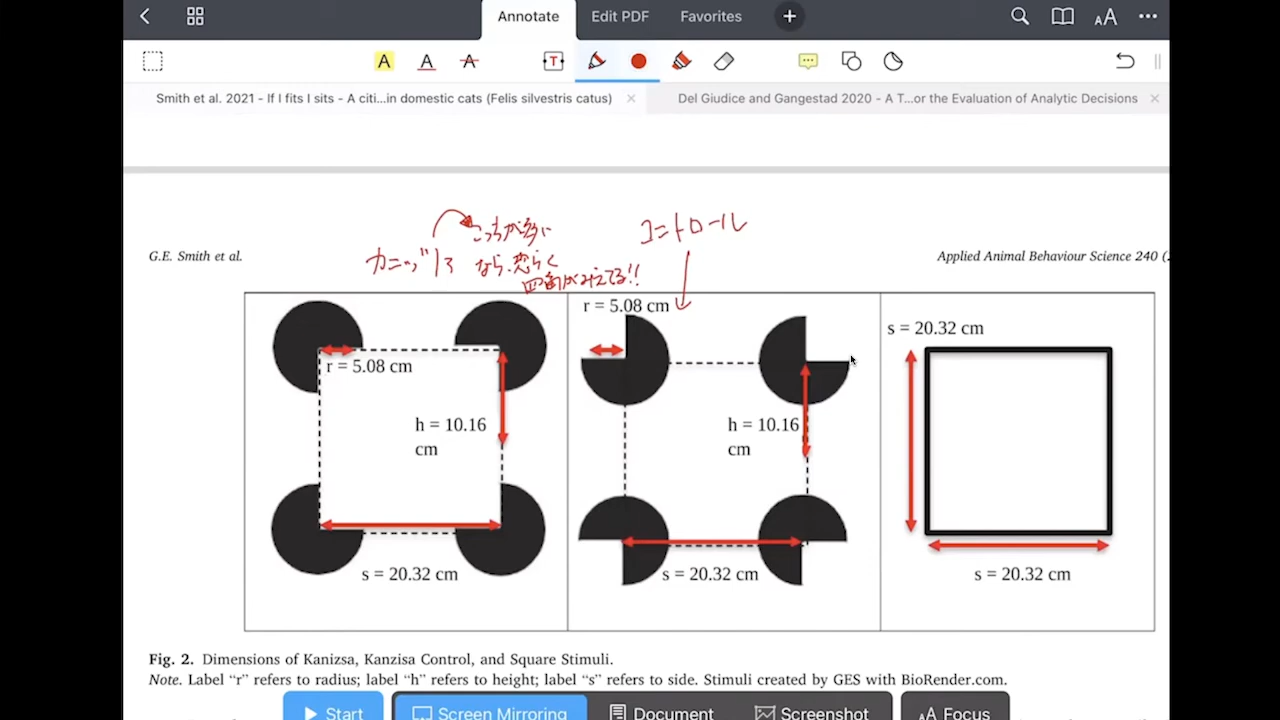 Annotate Edit PDF Favorites
Smith et al. 2021 - If I fits I sits - A citi...in domestic cats (Felis silvestris catus)
Del Giudice and Gangestad 2020 - A T...or the Evaluation of Analytic Decisions
こっちが多い
コントロール
カニッツァ なら、恐らく
四角がみえてる!!
G.E. Smith et al.
Applied Animal Behaviour Science 240 (
r = 5.08 cm
r = 5.08 cm
h = 10.16
cm
s = 20.32 cm
h = 10.16
cm
s = 20.32 cm
s = 20.32 cm
s = 20.32 cm
Fig. 2. Dimensions of Kanizsa, Kanzisa Control, and Square Stimuli.
Note. Label “r” refers to radius; label “h” refers to height; label “s” refers to side. Stimuli created by GES with BioRender.com.
Start Screen Mirroring Document Screenshot Focus